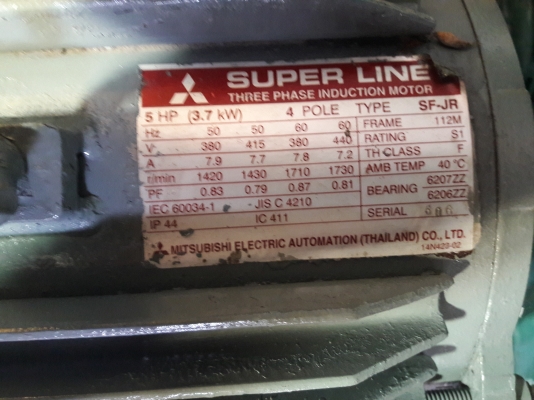 SUPER LINE
THREE PHASE INDUCTION MOTOR
5 HP (3.7 kW) 4 POLE TYPE SF-JR
Hz 50 50 60 60 FRAME 112M
V 380 415 380 440 RATING S1
A 7.9 7.7 7.8 7.2 TH CLASS F
r/min 1420 1430 1710 1730 AMB TEMP 40 °C
PF 0.83 0.79 0.87 0.81 BEARING 6207ZZ
6206ZZ
IEC 60034-1 JIS C 4210
IP 44 IC 411 SERIAL
MITSUBISHI ELECTRIC AUTOMATION (THAILAND) CO., LTD.
14N429-02